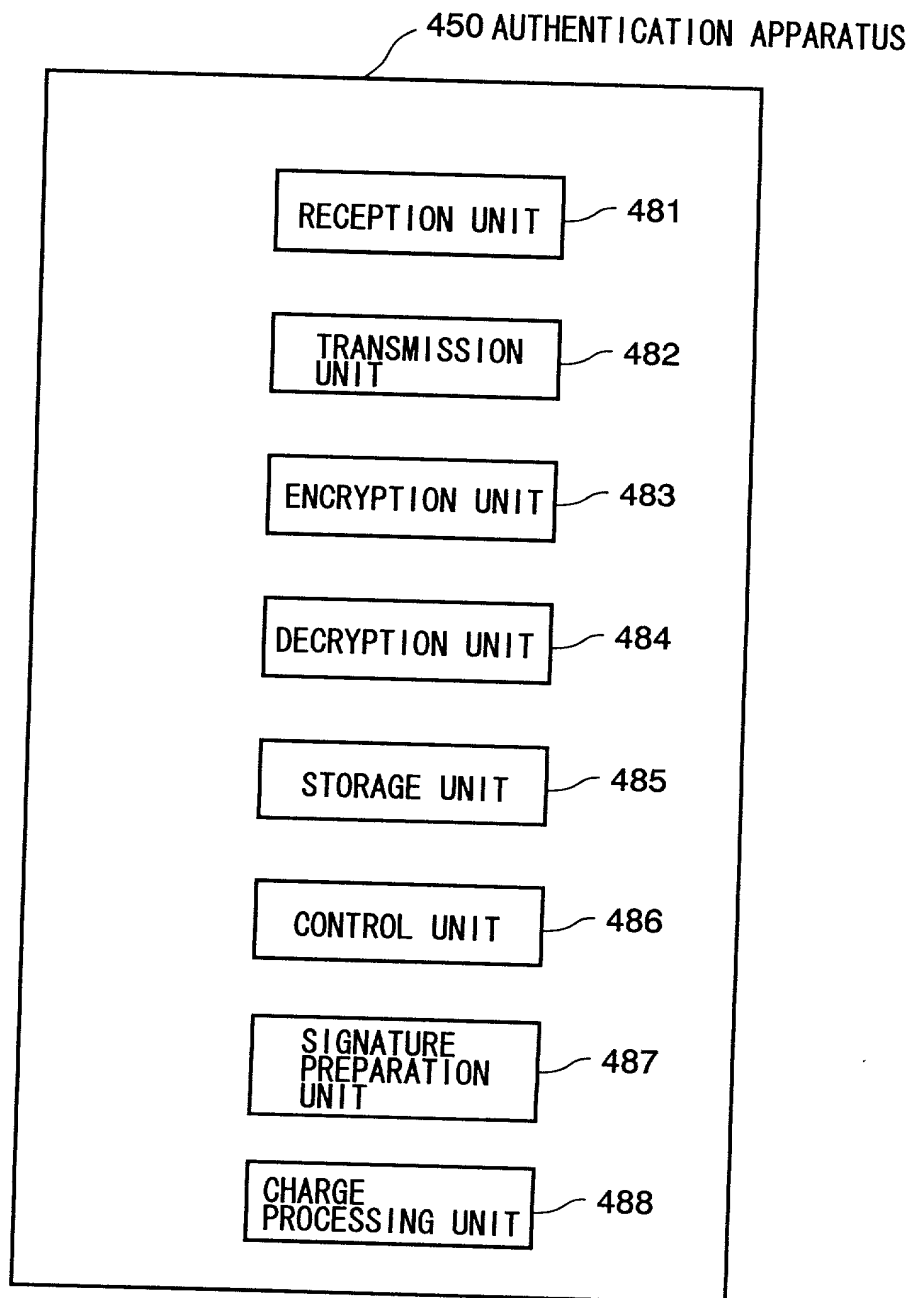 450 AUTHENTICATION APPARATUS
RECEPTION UNIT
481
TRANSMISSION
UNIT
482
ENCRYPTION UNIT
483
DECRYPTION UNIT
484
STORAGE UNIT
485
CONTROL UNIT
486
SIGNATURE
PREPARATION
UNIT
487
CHARGE
PROCESSING UNIT
488